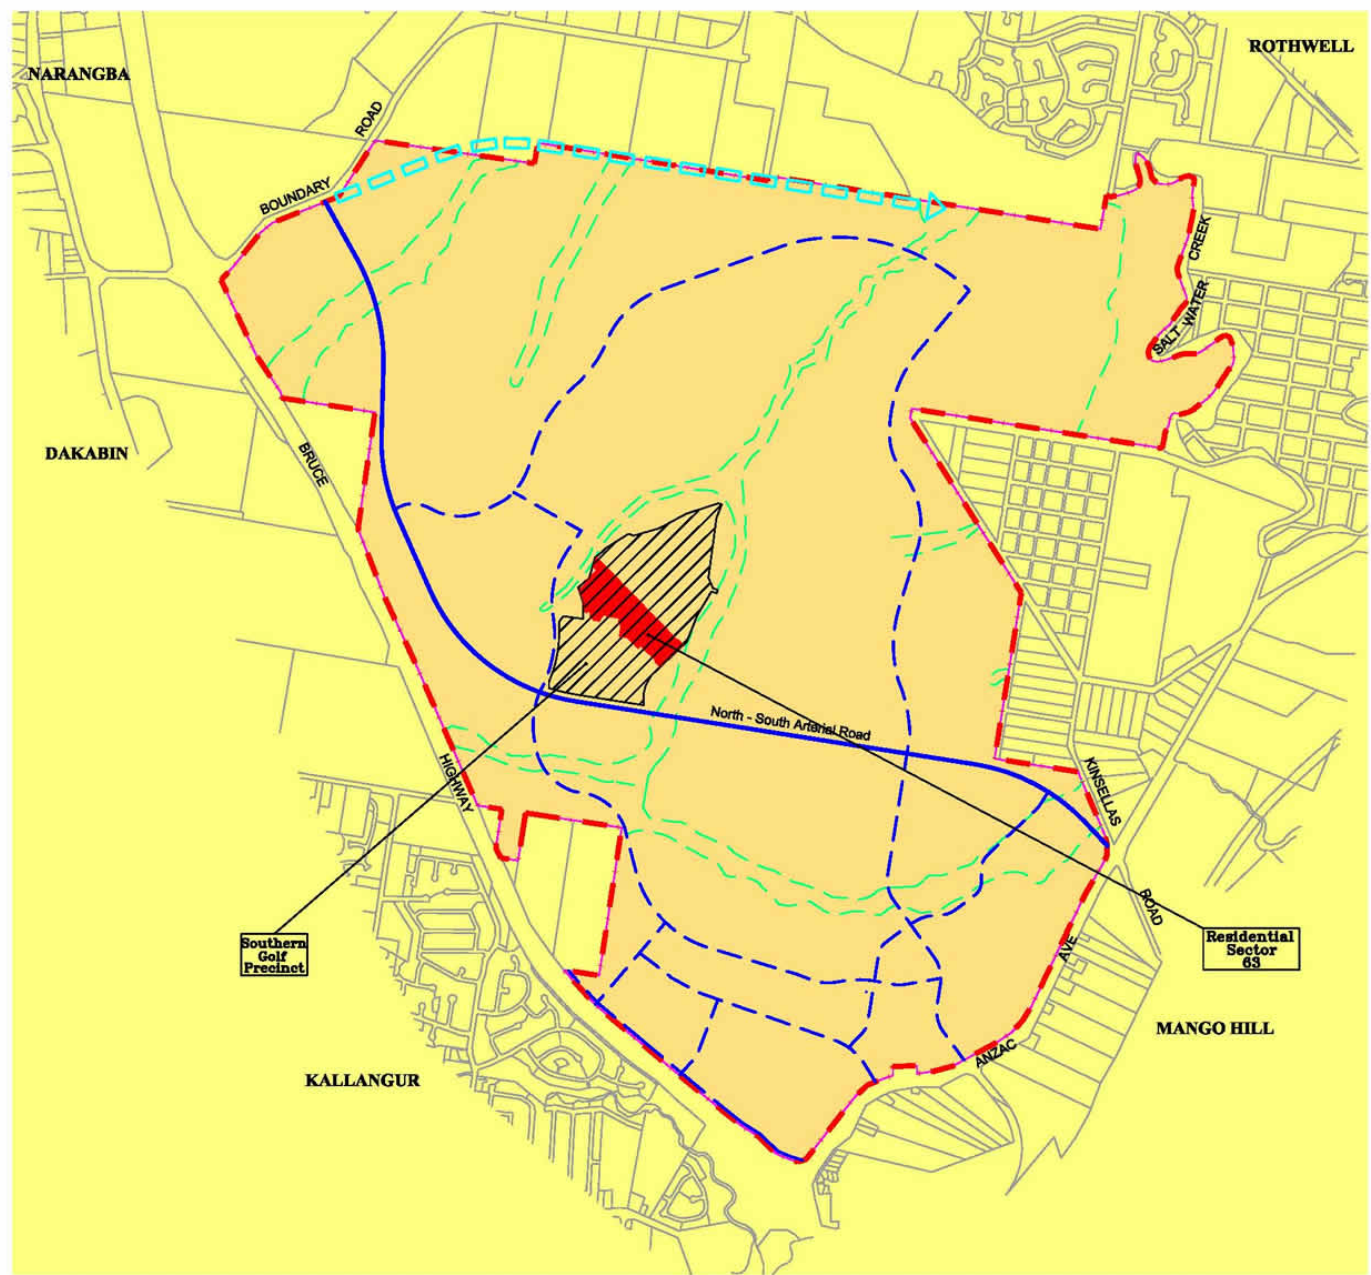 ROTHWELL
NARANGBA
ROAD
BOUNDARY
CREEK
SALT WATER
DAKABIN
BRUCE
North - South Arterial Road
HIGHWAY
KINSELLAS
ROAD
Southern
Golf
Precinct
Residential
Sector
63
AVE
MANGO HILL
ANZAC
KALLANGUR